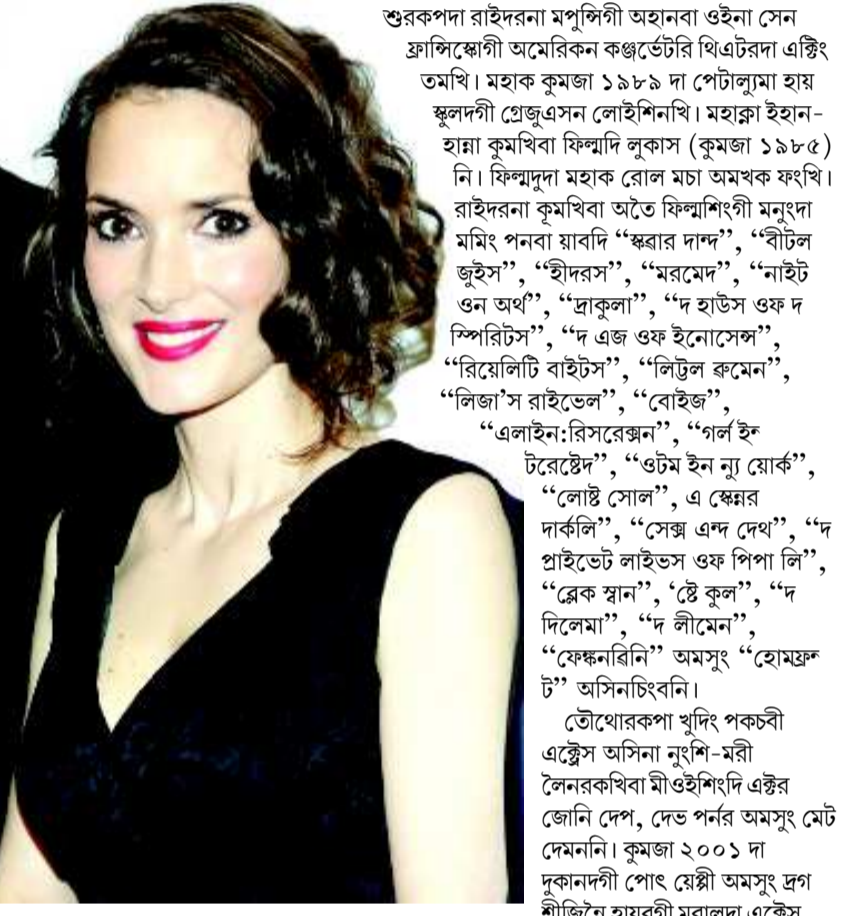 শুরকপদা রাইদরনা মপুন্সিগী অহানবা ওইনা সেন
ফ্রান্সিস্কোগী অমেরিকন কঞ্জর্ভেটরি থিএটরদা এক্টিং
তমখি। মহাক কুমজা ১৯৮৯ দা পেটাল্যুমা হায়
স্কুলদগী গ্রেজুএসন লোইশিনখি। মহাক্না ইহান-
হান্না কুমখিবা ফিল্মদি লুকাস (কুমজা ১৯৮৫)
নি। ফিল্মদুদা মহাক রোল মচা অমখক ফংখি।
রাইদরনা কূমখিবা অতৈ ফিল্মশিংগী মনুংদা
মমিং পনবা য়াবদি “স্কৱার দান্দ”, “বীটল
জুইস”, “হীদরস”, “মরমেদ”, “নাইট
ওন অর্থ”, “দ্রাকুলা”, “দ হাউস ওফ দ
স্পিরিটস”, “দ এজ ওফ ইনোসেন্স”,
“রিয়েলিটি বাইটস”, “লিট্টল ৱুমেন”,
“লিজা’স রাইভেল”, “বোইজ”,
“এলাইন:রিসরেক্সন”, “গর্ল ইন্
টরেষ্টেদ”, “ওটম ইন ন্যু য়োর্ক”,
“লোষ্ট সোল”, এ স্কেন্নর
দার্কলি”, “সেক্স এন্দ দেথ”, “দ
প্রাইভেট লাইভস ওফ পিপা লি”,
“ব্লেক স্বান”, ‘ষ্টে কুল”, “দ
দিলেমা”, “দ লীমেন”,
“ফেঙ্কনৱিনি” অমসুং “হোমফ্রন্
ট” অসিনচিংবনি।
তৌথোরকপা খুদিং পকচবী
এক্ট্রেস অসিনা নুংশি-মরী
লৈনরকখিবা মীওইশিংদি এক্টর
জোনি দেপ, দেভ পর্নর অমসুং মেট
দেমননি। কুমজা ২০০১ দা
দুকানদগী পোৎ য়েপ্পী অমসুং দ্রগ